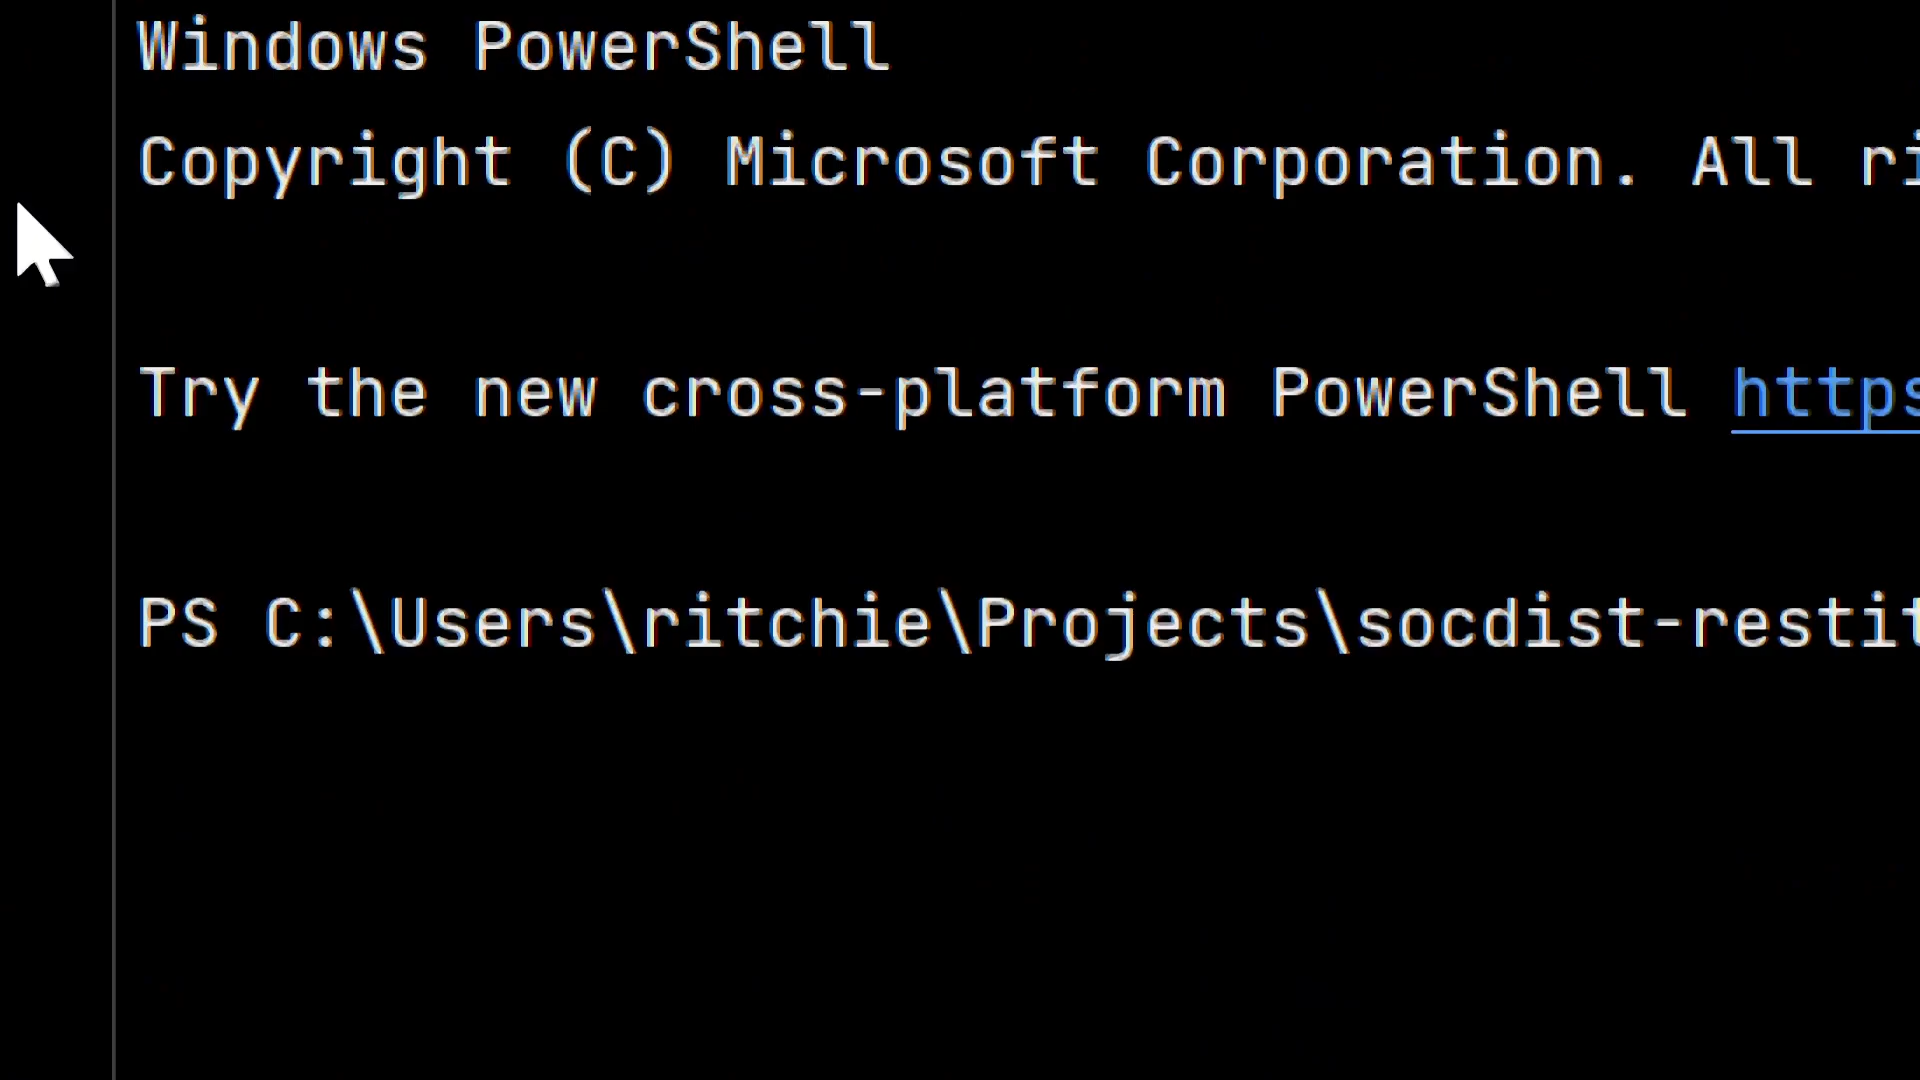 Windows PowerShell
Copyright (C) Microsoft Corporation. All ri
Try the new cross-platform PowerShell https
PS C:\Users\ritchie\Projects\socdist-restit